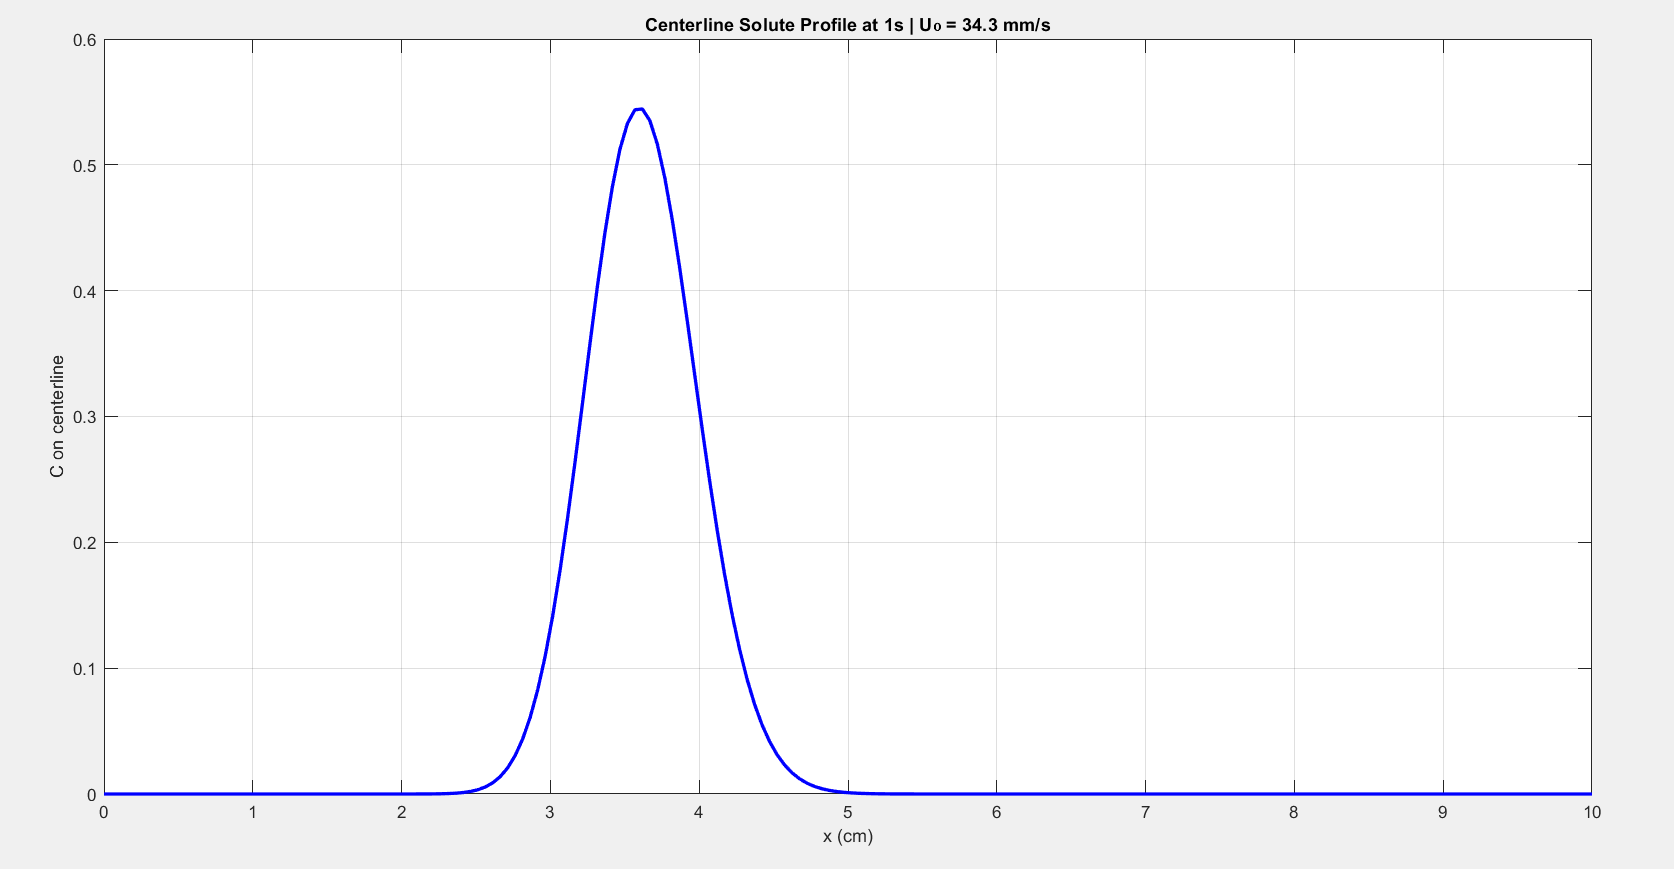 Centerline Solute Profile at 1s | U₀ = 34.3 mm/s
0.6
0.5
0.4
0.3
0.2
0.1
0
C on centerline
0 1 2 3 4 5 6 7 8 9 10
x (cm)